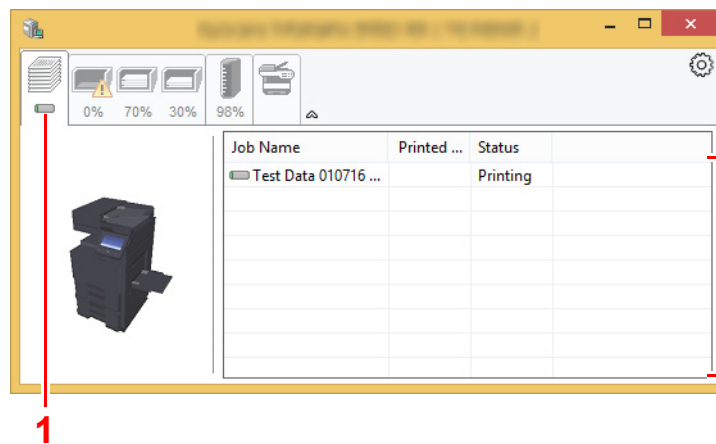 0% 70% 30% 98%
Job Name Printed ... Status
Test Data 010716 ... Printing
1